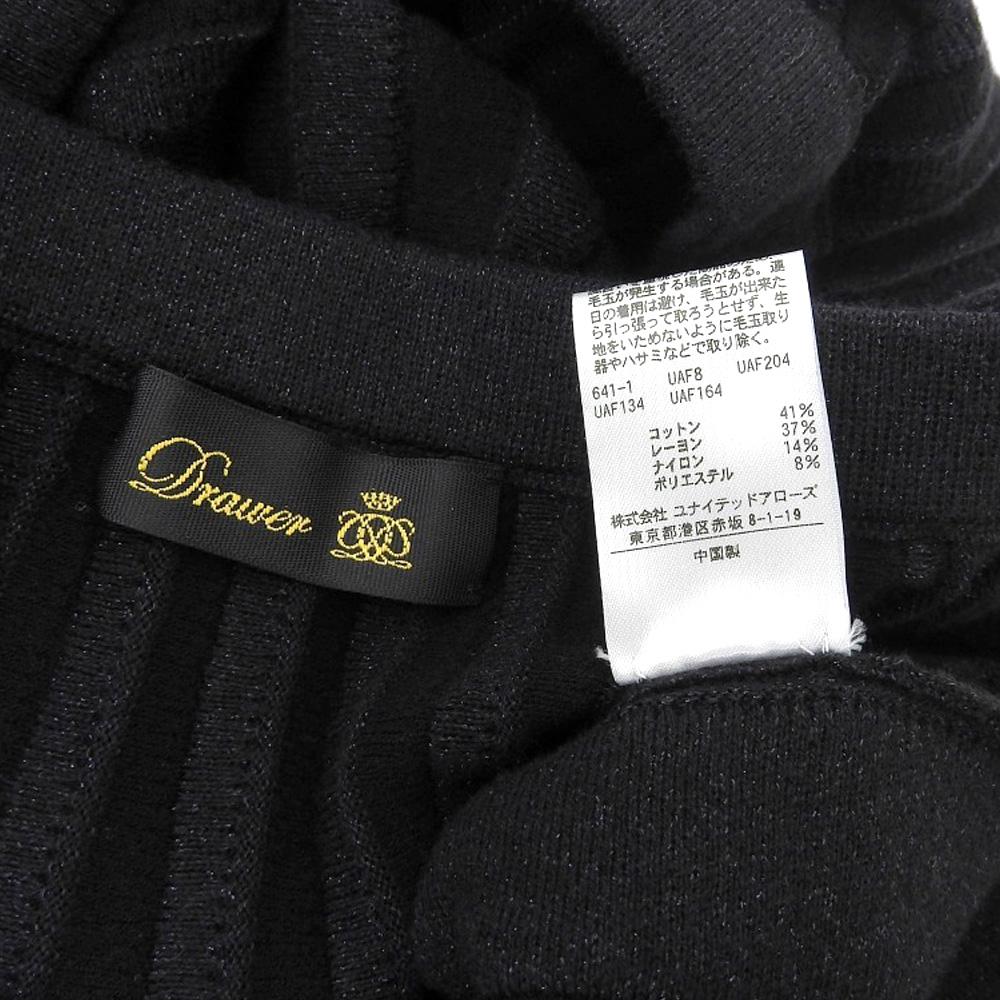 Drawer
毛玉が発生する場合がある。連
日の着用は避け、毛玉が出来た
ら引っ張って取ろうとせず、生
地をいためないように毛玉取り
器やハサミなどで取り除く。
641-1 UAF8 UAF204
UAF134 UAF164
コットン 41%
レーヨン 37%
ナイロン 14%
ポリエステル 8%
株式会社 ユナイテッドアローズ
東京都港区赤坂 8-1-19
中国製